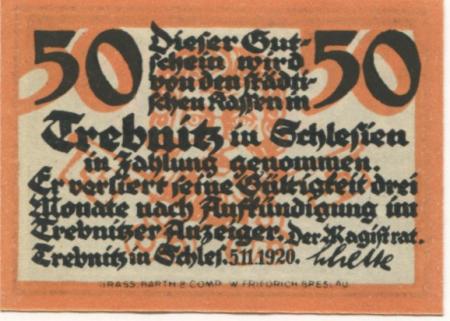 50 Dieser Gut- 50
schein wird
von den städti-
schen Kassen in
Trebnitz in Schlesien
in Zahlung genommen.
Er verliert seine Gültigkeit drei
Monate nach Aufkündigung im
Trebnitzer Anzeiger. Der Magistrat.
Trebnitz in Schles. 5.11.1920.
GRASS, BARTH & COMP. W. FRIEDRICH BRESLAU